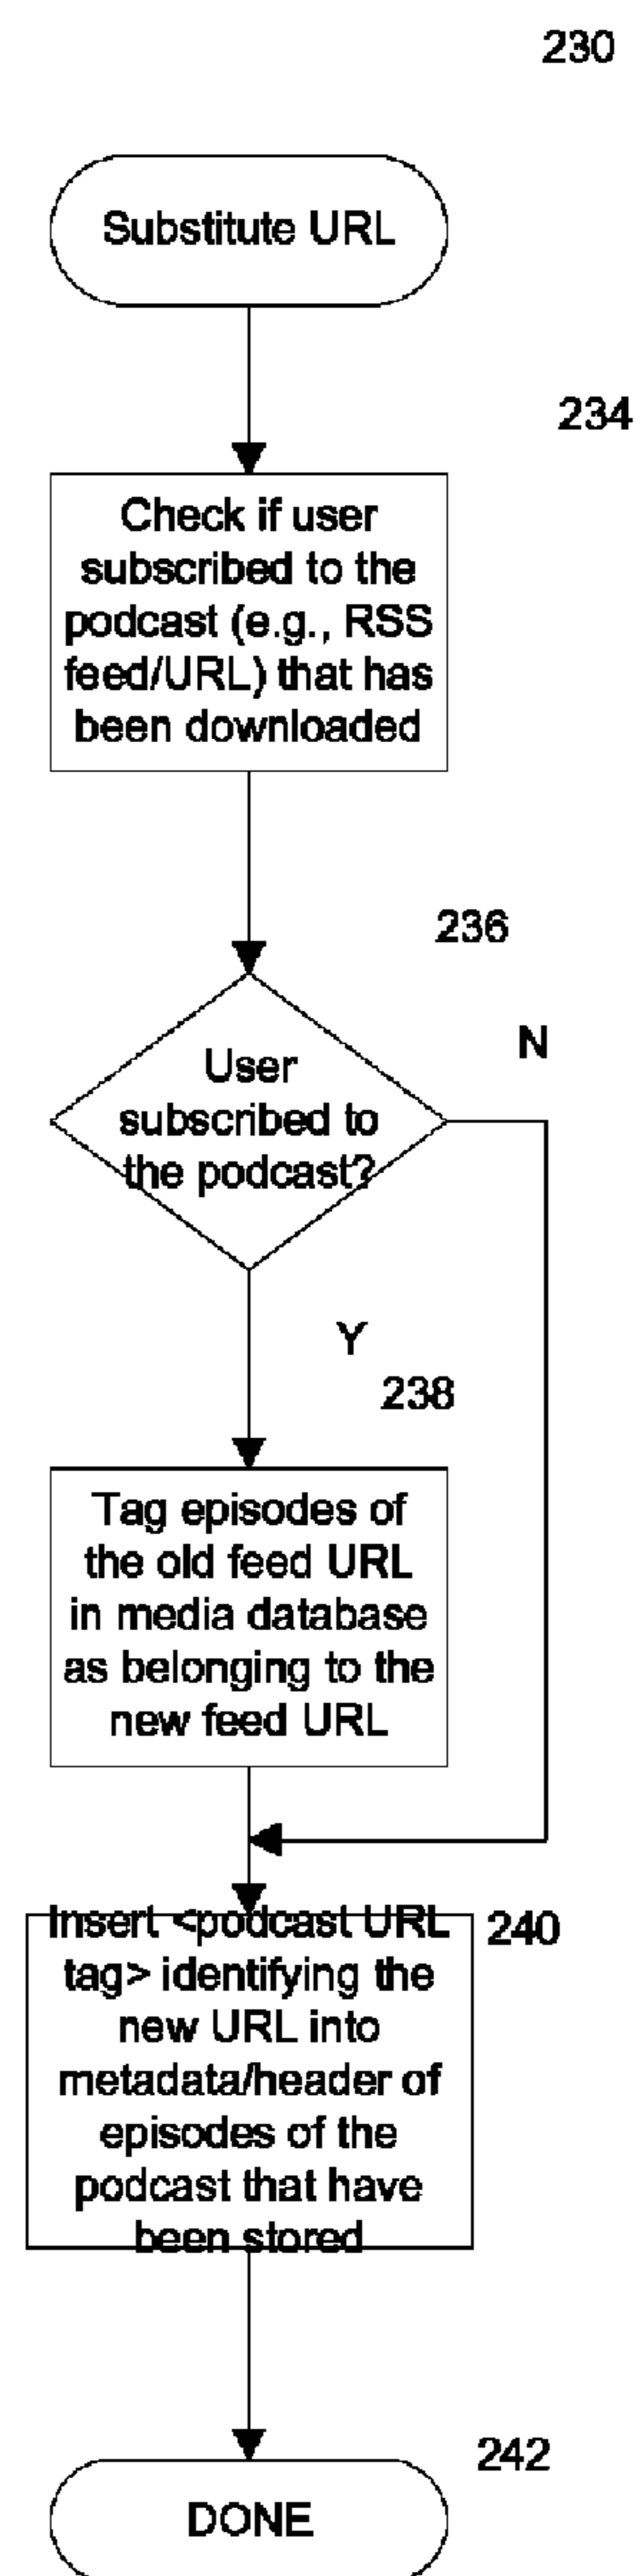 230
Substitute URL
234
Check if user
subscribed to the
podcast (e.g., RSS
feed/URL) that has
been downloaded
236
N
User
subscribed to
the podcast?
Y
238
Tag episodes of
the old feed URL
in media database
as belonging to the
new feed URL
Insert <podcast URL
240
tag> identifying the
new URL into
metadata/header of
episodes of the
podcast that have
been stored
242
DONE